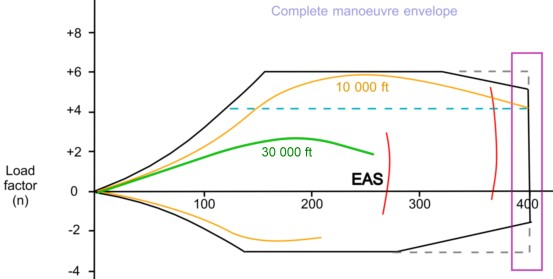 Complete manoeuvre envelope
+8
+6
10 000 ft
+4
+2
30 000 ft
Load
factor
(n)
EAS
0
100
200
300
400
-2
-4